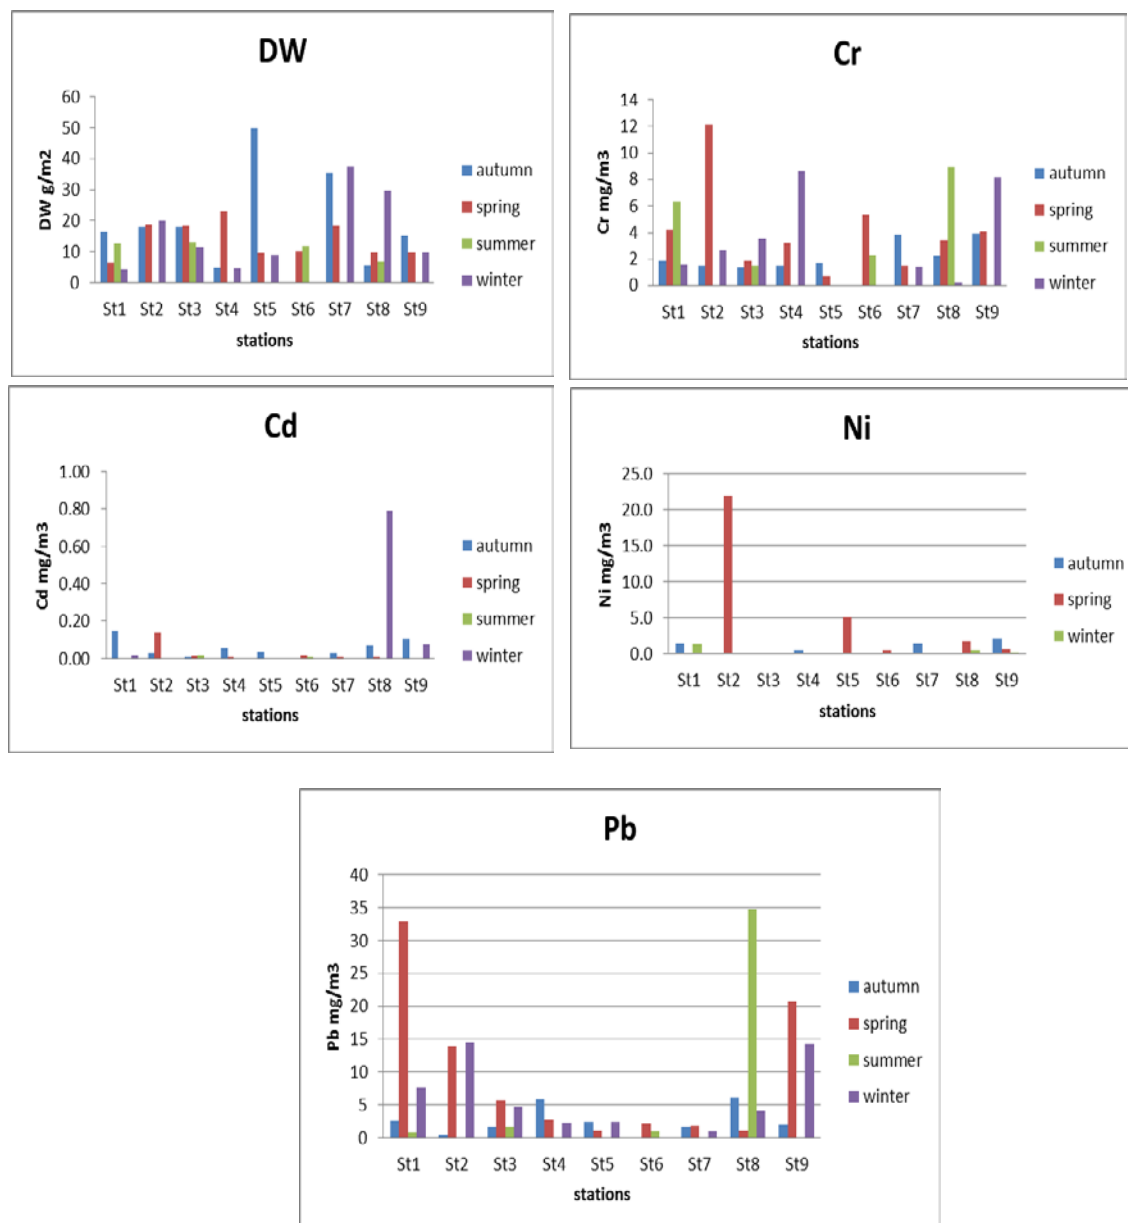 DW
60
50
40
30
20
10
0
DW g/m2
St1 St2 St3 St4 St5 St6 St7 St8 St9
stations
autumn
spring
summer
winter
Cr
14
12
10
8
6
4
2
0
Cr mg/m3
St1 St2 St3 St4 St5 St6 St7 St8 St9
stations
autumn
spring
summer
winter
Cd
1.00
0.80
0.60
0.40
0.20
0.00
Cd mg/m3
St1 St2 St3 St4 St5 St6 St7 St8 St9
stations
autumn
spring
summer
winter
Ni
25.0
20.0
15.0
10.0
5.0
0.0
Ni mg/m3
St1 St2 St3 St4 St5 St6 St7 St8 St9
stations
autumn
spring
winter
Pb
40
35
30
25
20
15
10
5
0
Pb mg/m3
St1 St2 St3 St4 St5 St6 St7 St8 St9
stations
autumn
spring
summer
winter